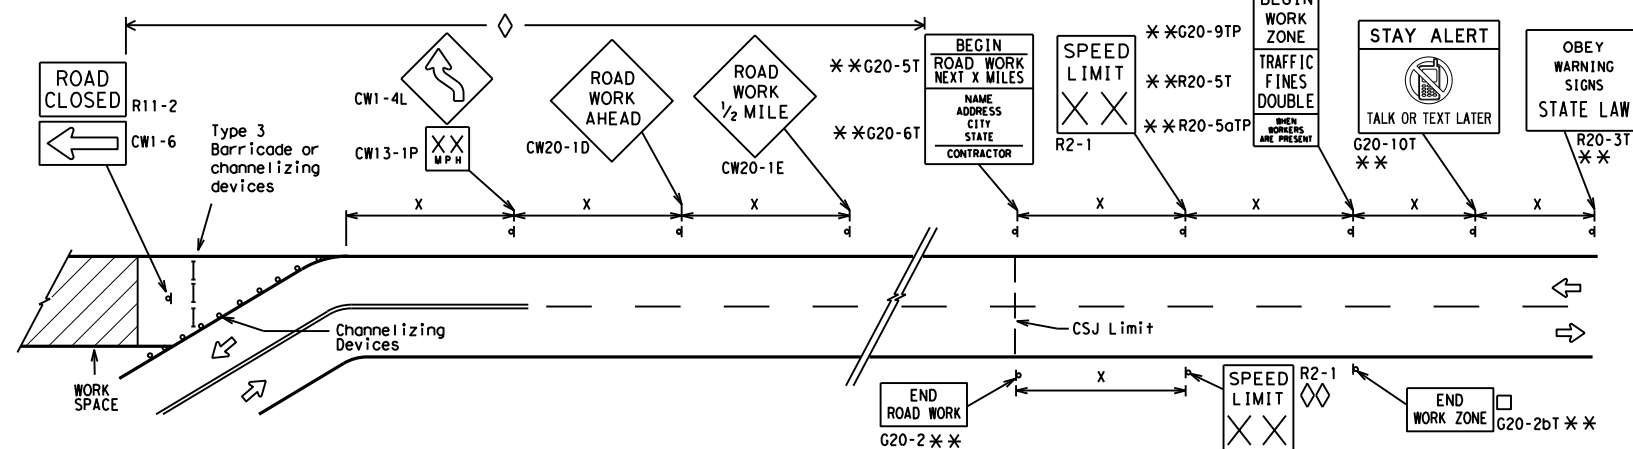 ROAD
CLOSED
R11-2
CW1-6
Type 3
Barricade or
channelizing
devices
CW1-4L
XX
MPH
CW13-1P
ROAD
WORK
AHEAD
CW20-1D
ROAD
WORK
1/2 MILE
CW20-1E
**G20-5T
BEGIN
ROAD WORK
NEXT X MILES
**G20-6T
NAME
ADDRESS
CITY
STATE
CONTRACTOR
SPEED
LIMIT
XX
R2-1
**G20-9TP
BEGIN
WORK
ZONE
**R20-5T
TRAFFIC
FINES
DOUBLE
**R20-5aTP
WHEN
WORKERS
ARE PRESENT
STAY ALERT
TALK OR TEXT LATER
G20-10T
**
OBEY
WARNING
SIGNS
STATE LAW
R20-3T
**
X X X X X X X
Channelizing
Devices
WORK
SPACE
CSJ Limit
X
END
ROAD WORK
G20-2 **
SPEED
LIMIT
XX
R2-1
END
WORK ZONE
G20-2bT **